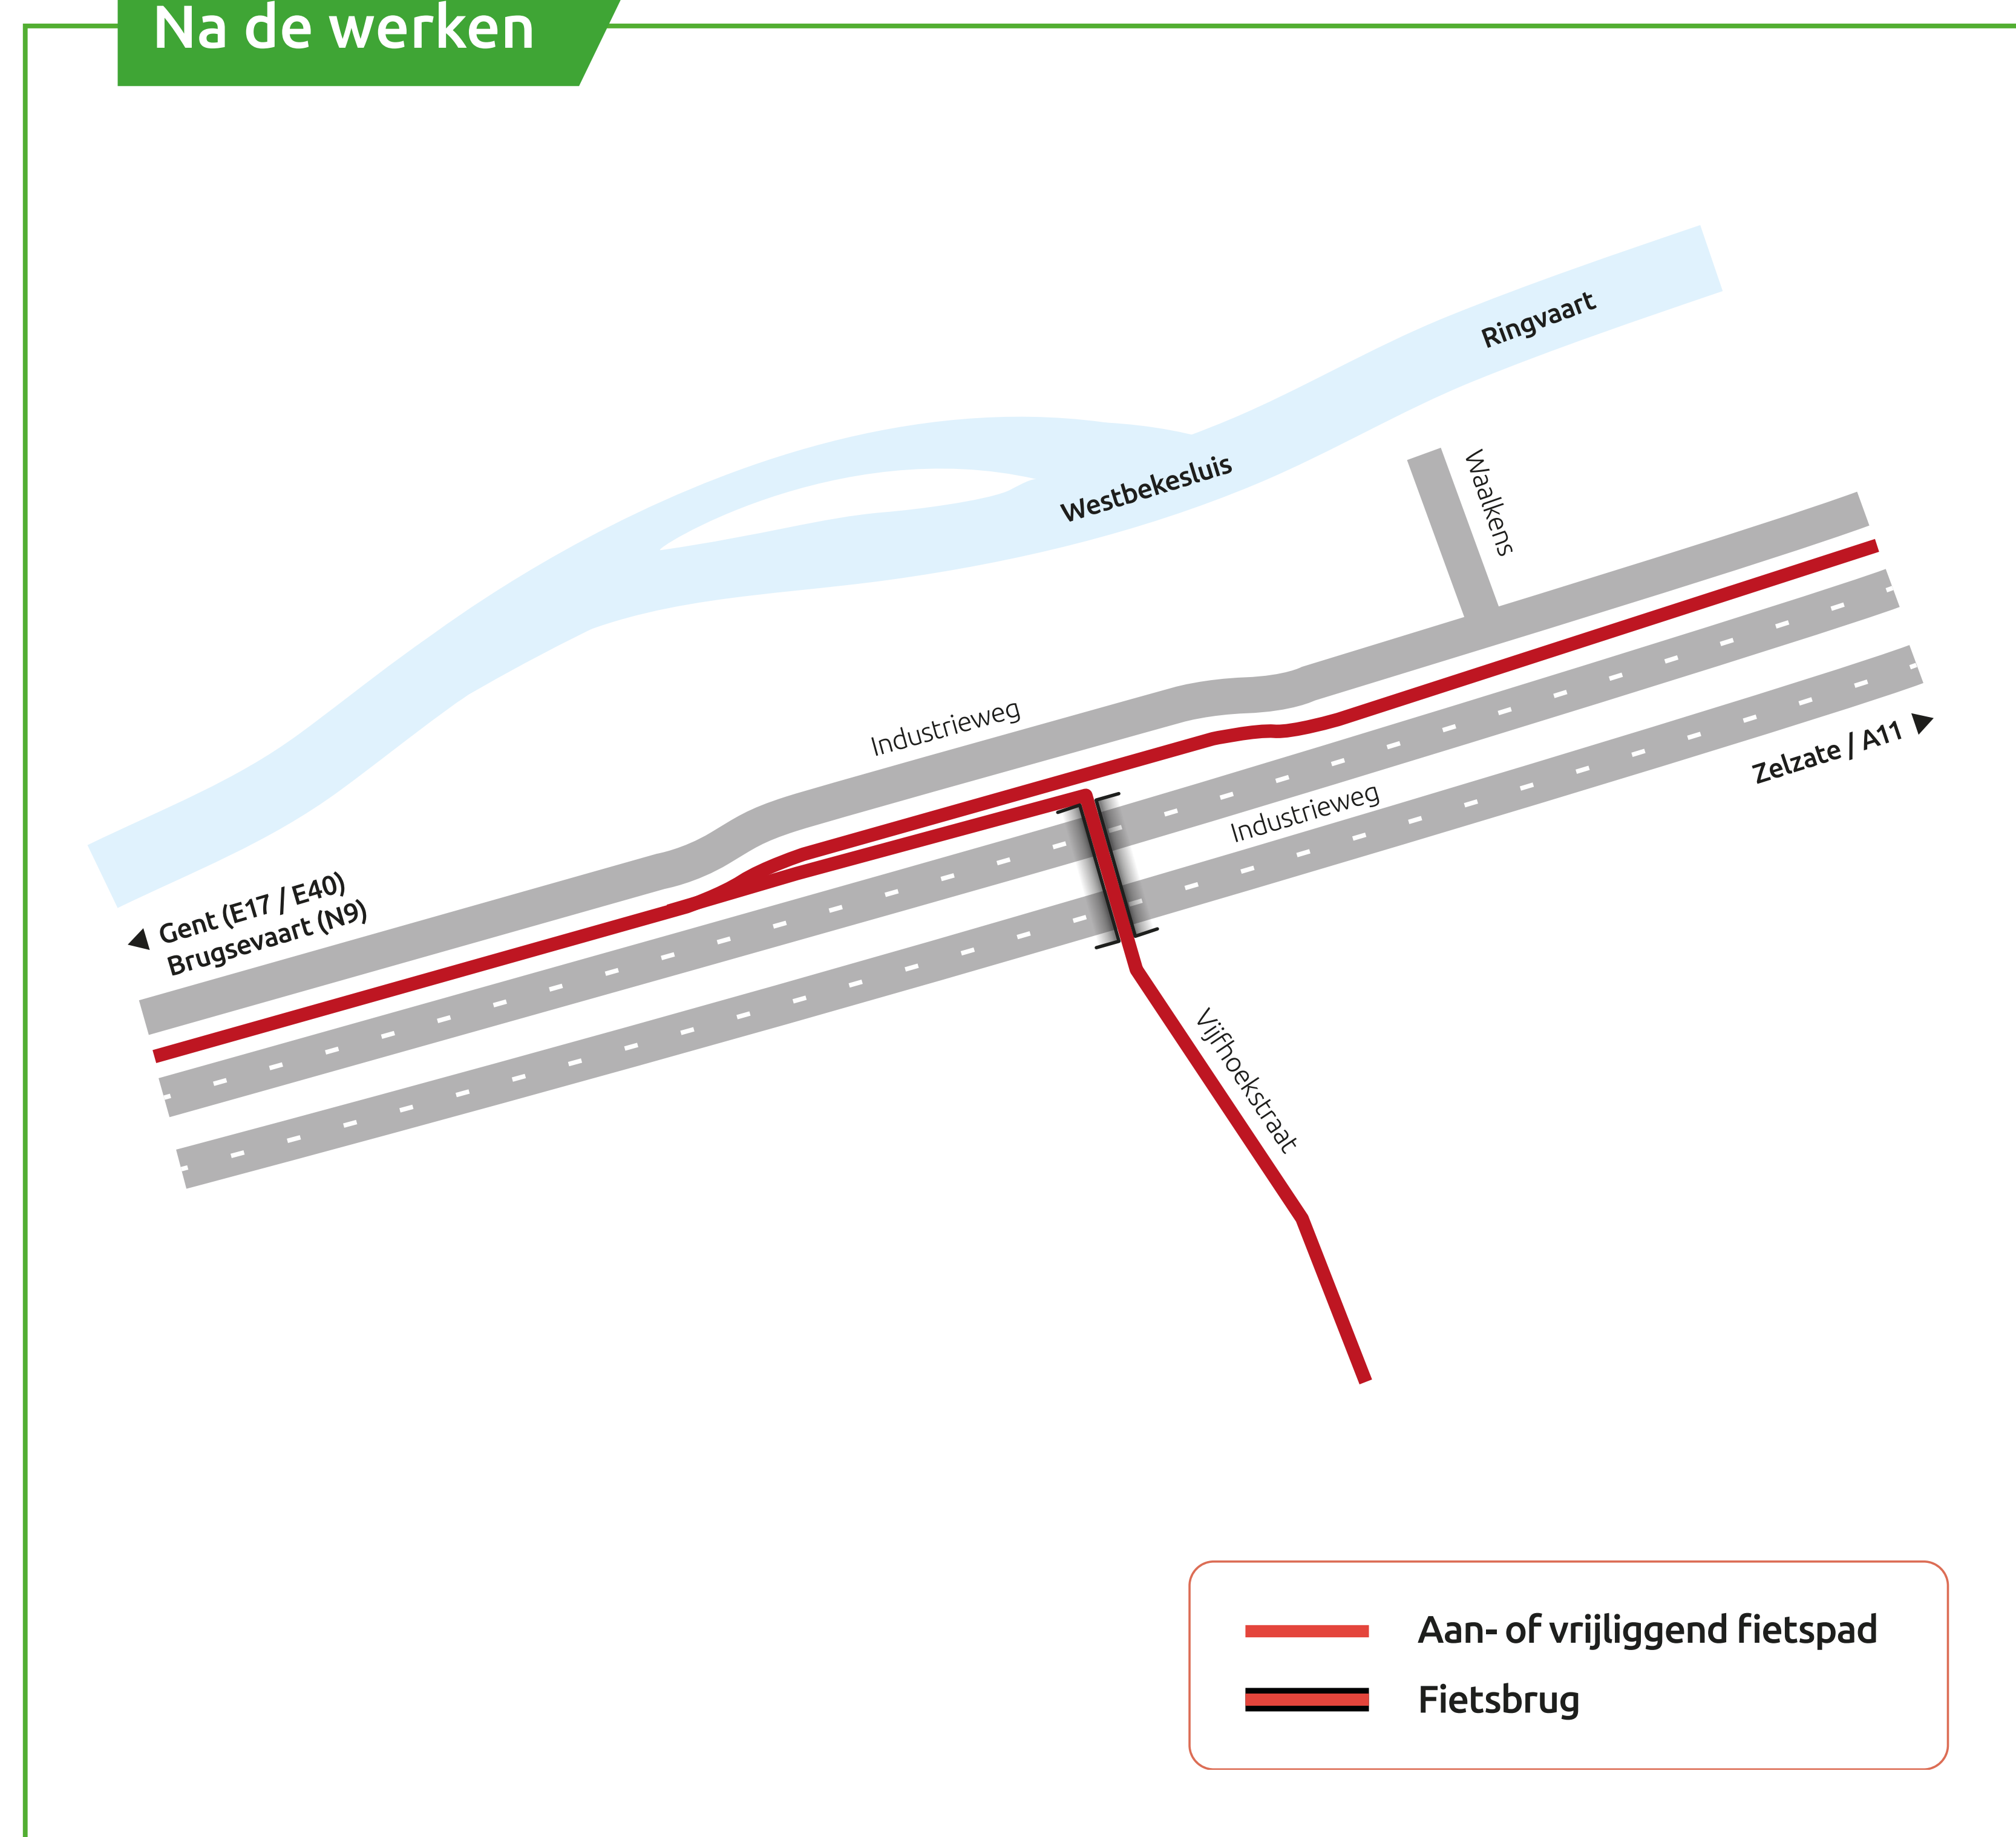 Na de werken
Ringvaart
Westbekesluis
Waalkens
Industrieweg
Zelzate / A11
Industrieweg
Gent (E17 / E40)
Brugsevaart (N9)
Vijfhoekstraat
Aan- of vrijliggend fietspad
Fietsbrug